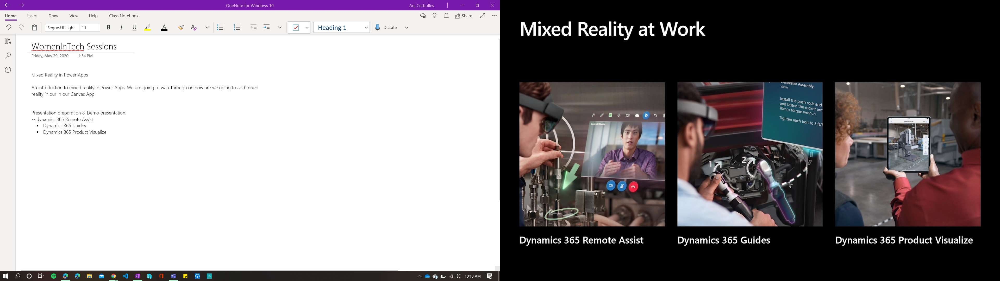 OneNote for Windows 10
Anj Cerbolles
Home Insert Draw View Help Class Notebook
Share
Segoe UI Light 11 B I U A A Heading 1 Dictate
WomenInTech Sessions
Friday, May 29, 2020 1:54 PM
Mixed Reality in Power Apps
An introduction to mixed reality in Power Apps. We are going to walk through on how are we going to add mixed
reality in our in our Canvas App.
Presentation preparation & Demo presentation:
-- dynamics 365 Remote Assist
• Dynamics 365 Guides
• Dynamics 365 Product Visualize
10:13 AM
Mixed Reality at Work
Gabriel Woods
Generator Assembly
Valves
Install the push rods and
and fasten the rocker arm
10mm torque wrench.
Tighten each bolt to 3 ft/
1 2
Dynamics 365 Remote Assist
Dynamics 365 Guides
Dynamics 365 Product Visualize